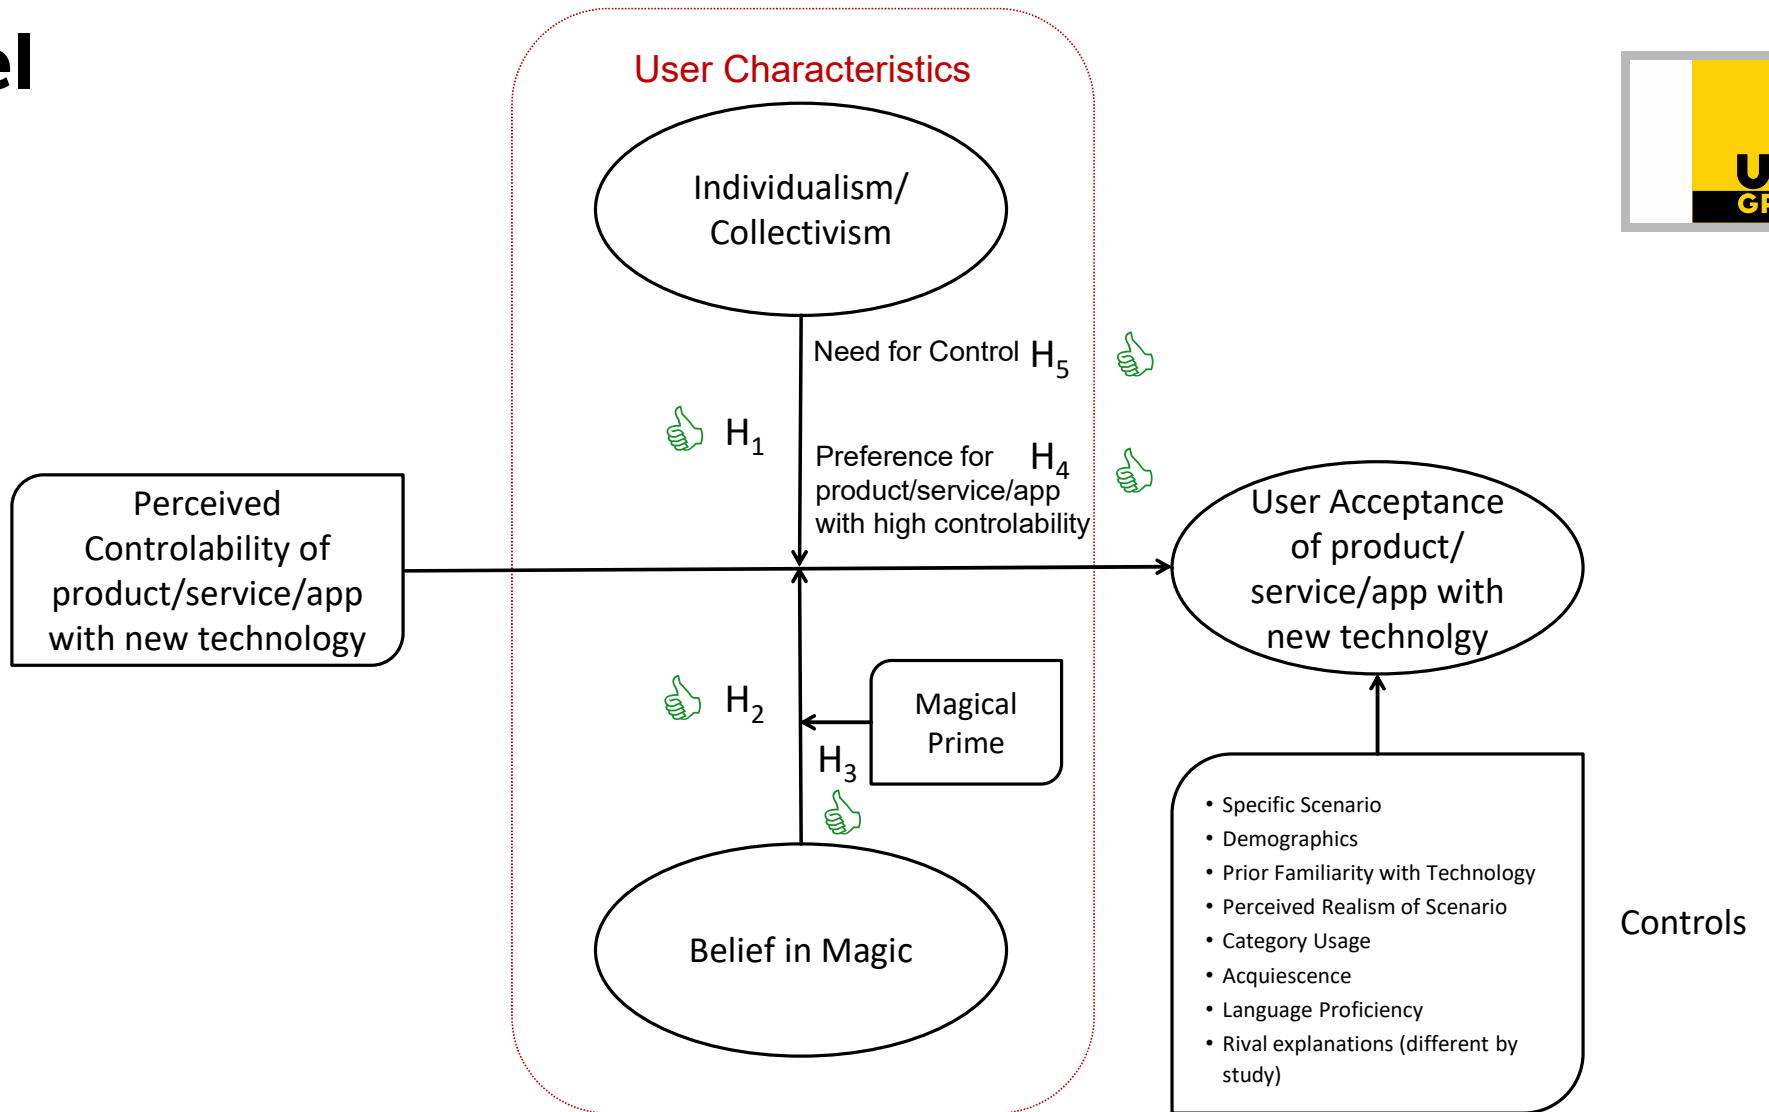 el
User Characteristics
Individualism/
Collectivism
Need for Control H₅
H₁
Preference for H₄
product/service/app
with high controlability
Perceived
Controlability of
product/service/app
with new technology
User Acceptance
of product/
service/app with
new technolgy
H₂
Magical
Prime
H₃
Belief in Magic
• Specific Scenario
• Demographics
• Prior Familiarity with Technology
• Perceived Realism of Scenario
• Category Usage
• Acquiescence
• Language Proficiency
• Rival explanations (different by
study)
Controls
U
GR